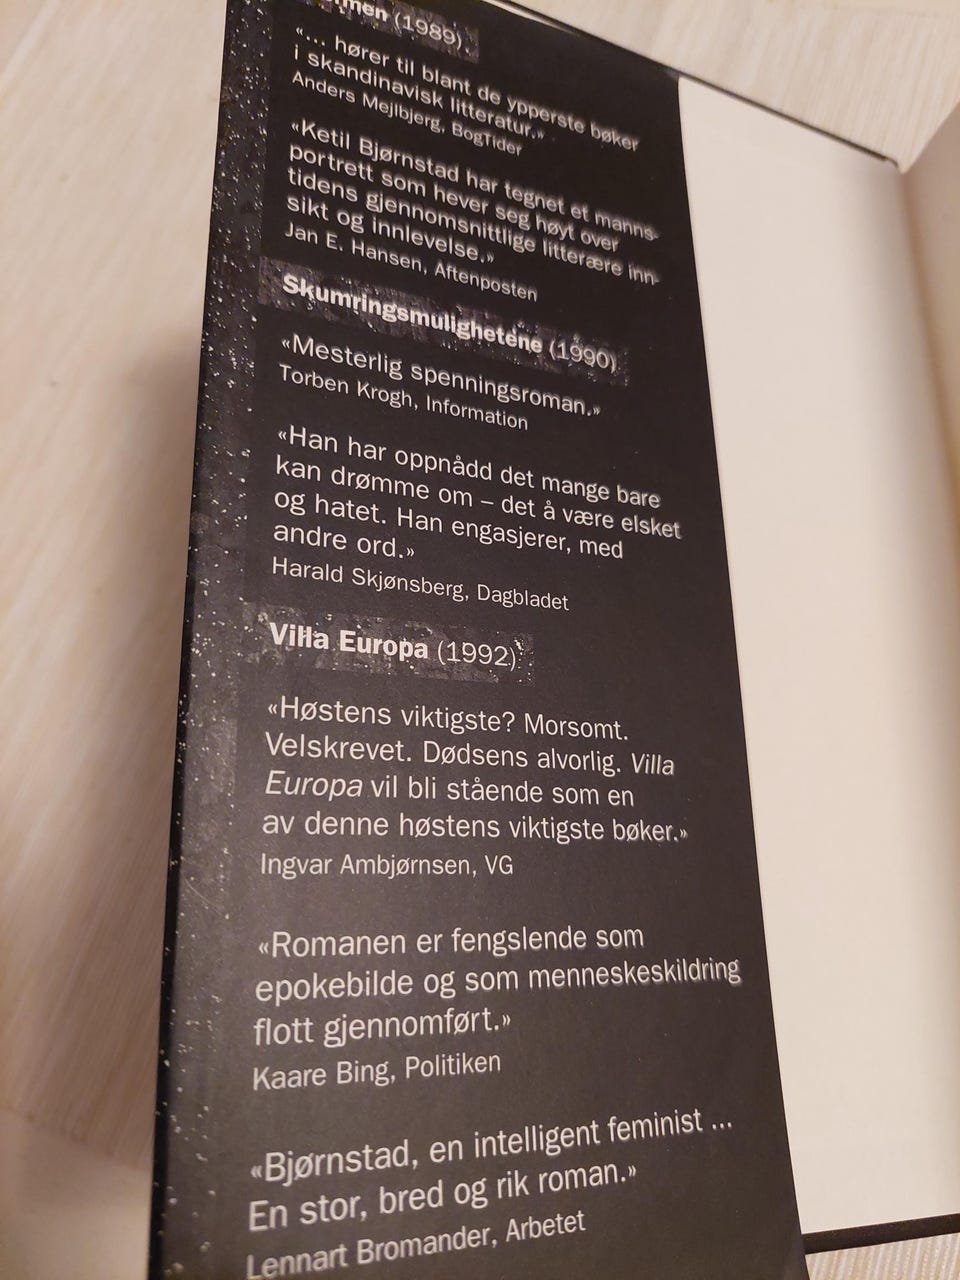 (1989)
«... hører til blant de ypperste bøker
i skandinavisk litteratur.»
Anders Mejlbjerg, BogTider
«Ketil Bjørnstad har tegnet et manns-
portrett som hever seg høyt over
tidens gjennomsnittlige litterære inn-
sikt og innlevelse.»
Jan E. Hansen, Aftenposten
Skumringsmulighetene (1990)
«Mesterlig spenningsroman.»
Torben Krogh, Information
«Han har oppnådd det mange bare
kan drømme om – det å være elsket
og hatet. Han engasjerer, med
andre ord.»
Harald Skjønsberg, Dagbladet
Villa Europa (1992)
«Høstens viktigste? Morsomt.
Velskrevet. Dødsens alvorlig. Villa
Europa vil bli stående som en
av denne høstens viktigste bøker.»
Ingvar Ambjørnsen, VG
«Romanen er fengslende som
epokebilde og som menneskeskildring
flott gjennomført.»
Kaare Bing, Politiken
«Bjørnstad, en intelligent feminist ...
En stor, bred og rik roman.»
Lennart Bromander, Arbetet